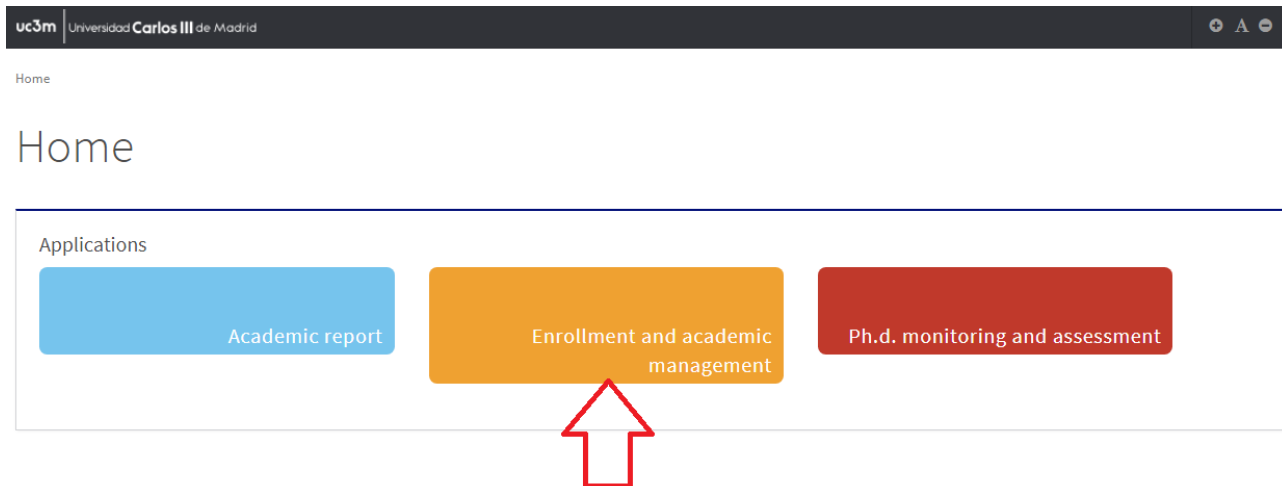 uc3m Universidad Carlos III de Madrid
A
Home
Home
Applications
Academic report
Enrollment and academic
management
Ph.d. monitoring and assessment